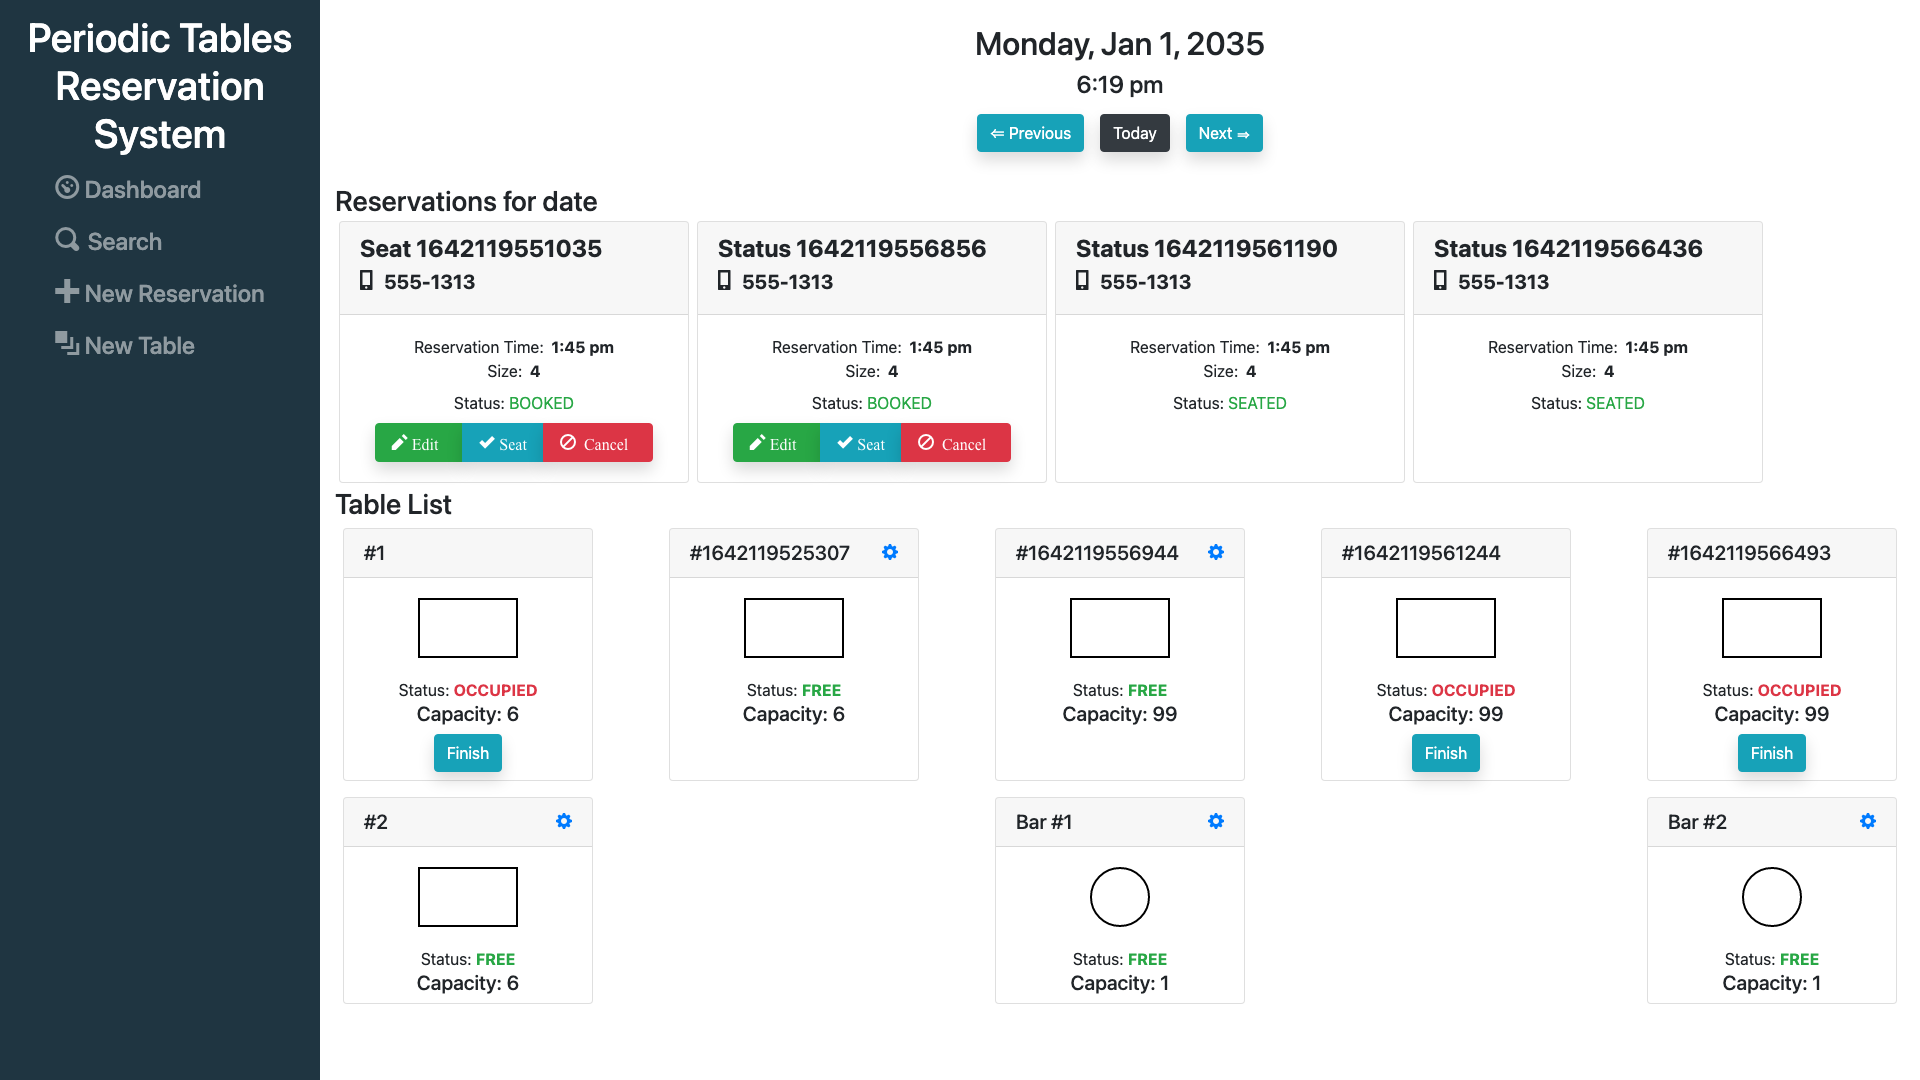 Periodic Tables
Reservation
System
Dashboard
Search
New Reservation
New Table
Monday, Jan 1, 2035
6:19 pm
⇐ Previous
Today
Next ⇒
Reservations for date
Seat 1642119551035
555-1313
Reservation Time: 1:45 pm
Size: 4
Status: BOOKED
Edit
Seat
Cancel
Status 1642119556856
555-1313
Reservation Time: 1:45 pm
Size: 4
Status: BOOKED
Edit
Seat
Cancel
Status 1642119561190
555-1313
Reservation Time: 1:45 pm
Size: 4
Status: SEATED
Status 1642119566436
555-1313
Reservation Time: 1:45 pm
Size: 4
Status: SEATED
Table List
#1
Status: OCCUPIED
Capacity: 6
Finish
#1642119525307
Status: FREE
Capacity: 6
#1642119556944
Status: FREE
Capacity: 99
#1642119561244
Status: OCCUPIED
Capacity: 99
Finish
#1642119566493
Status: OCCUPIED
Capacity: 99
Finish
#2
Status: FREE
Capacity: 6
Bar #1
Status: FREE
Capacity: 1
Bar #2
Status: FREE
Capacity: 1